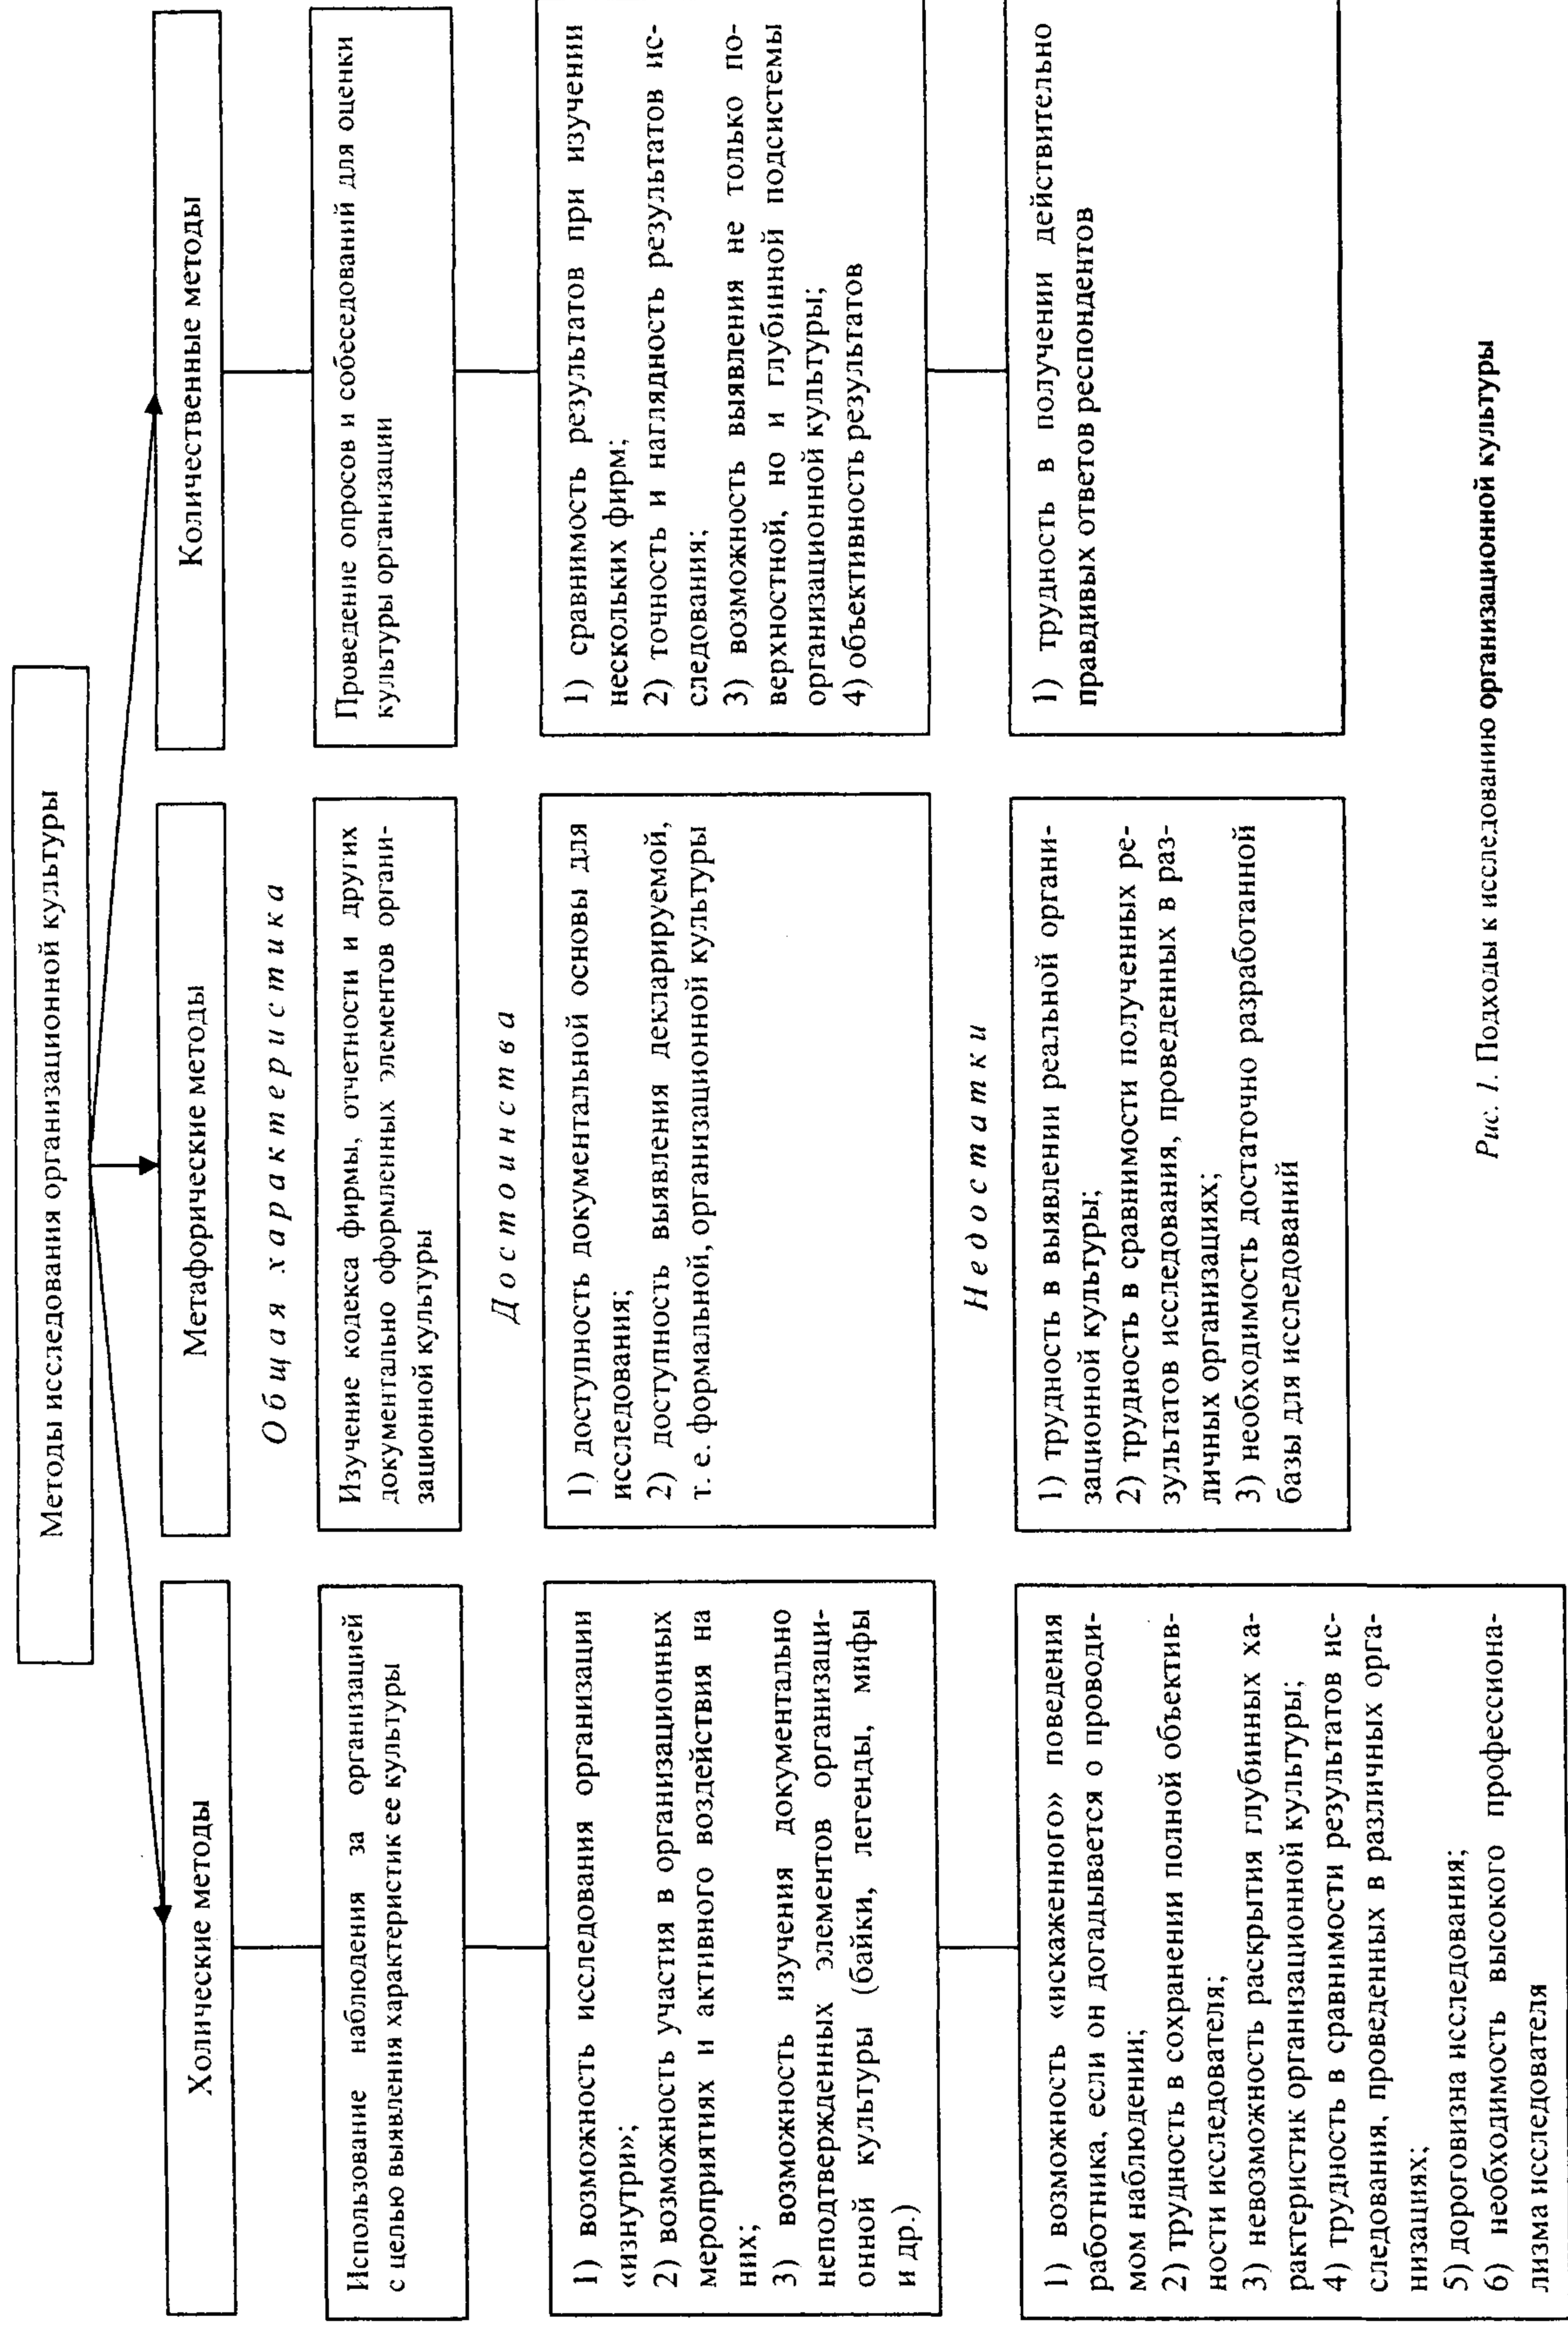 Методы исследования организационной культуры
Холические методы
Метафорические методы
Количественные методы
Общая характеристика
Использование наблюдения за организацией
с целью выявления характеристик ее культуры
Изучение кодекса фирмы, отчетности и других
документально оформленных элементов органи-
зационной культуры
Проведение опросов и собеседований для оценки
культуры организации
Достоинства
1) возможность исследования организации
«изнутри»;
2) возможность участия в организационных
мероприятиях и активного воздействия на
них;
3) возможность изучения документально
неподтвержденных элементов организаци-
онной культуры (байки, легенды, мифы
и др.)
1) доступность документальной основы для
исследования;
2) доступность выявления декларируемой,
т. е. формальной, организационной культуры
1) сравнимость результатов при изучении
нескольких фирм;
2) точность и наглядность результатов ис-
следования;
3) возможность выявления не только по-
верхностной, но и глубинной подсистемы
организационной культуры;
4) объективность результатов
Недостатки
1) возможность «искаженного» поведения
работника, если он догадывается о проводи-
мом наблюдении;
2) трудность в сохранении полной объектив-
ности исследователя;
3) невозможность раскрытия глубинных ха-
рактеристик организационной культуры;
4) трудность в сравнимости результатов ис-
следования, проведенных в различных орга-
низациях;
5) дороговизна исследования;
6) необходимость высокого профессиона-
лизма исследователя
1) трудность в выявлении реальной органи-
зационной культуры;
2) трудность в сравнимости полученных ре-
зультатов исследования, проведенных в раз-
личных организациях;
3) необходимость достаточно разработанной
базы для исследований
1) трудность в получении действительно
правдивых ответов респондентов
Рис. 1. Подходы к исследованию организационной культуры